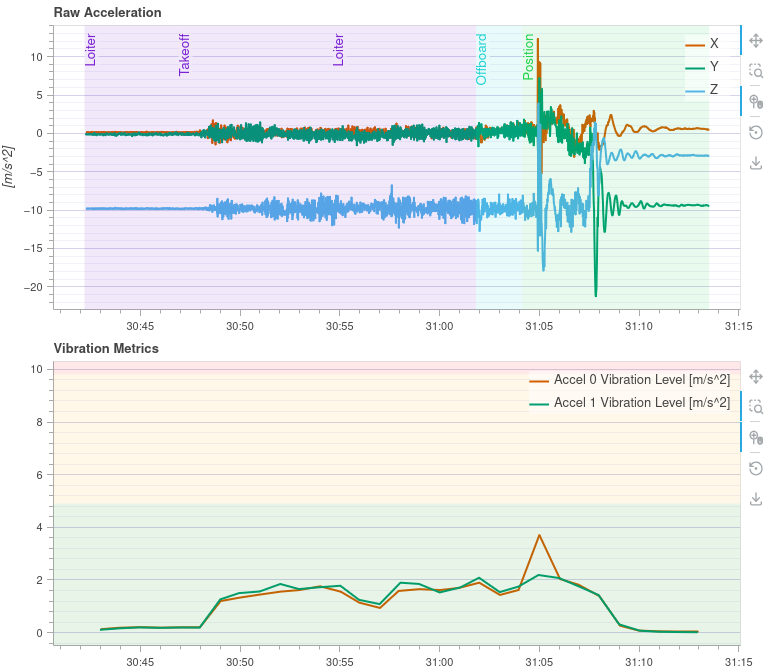 Raw Acceleration
Loiter
Takeoff
Loiter
Offboard
Position
X
Y
Z
[m/s^2]
10
5
0
−5
−10
−15
−20
30:45
30:50
30:55
31:00
31:05
31:10
31:15
Vibration Metrics
Accel 0 Vibration Level [m/s^2]
Accel 1 Vibration Level [m/s^2]
10
8
6
4
2
0
30:45
30:50
30:55
31:00
31:05
31:10
31:15